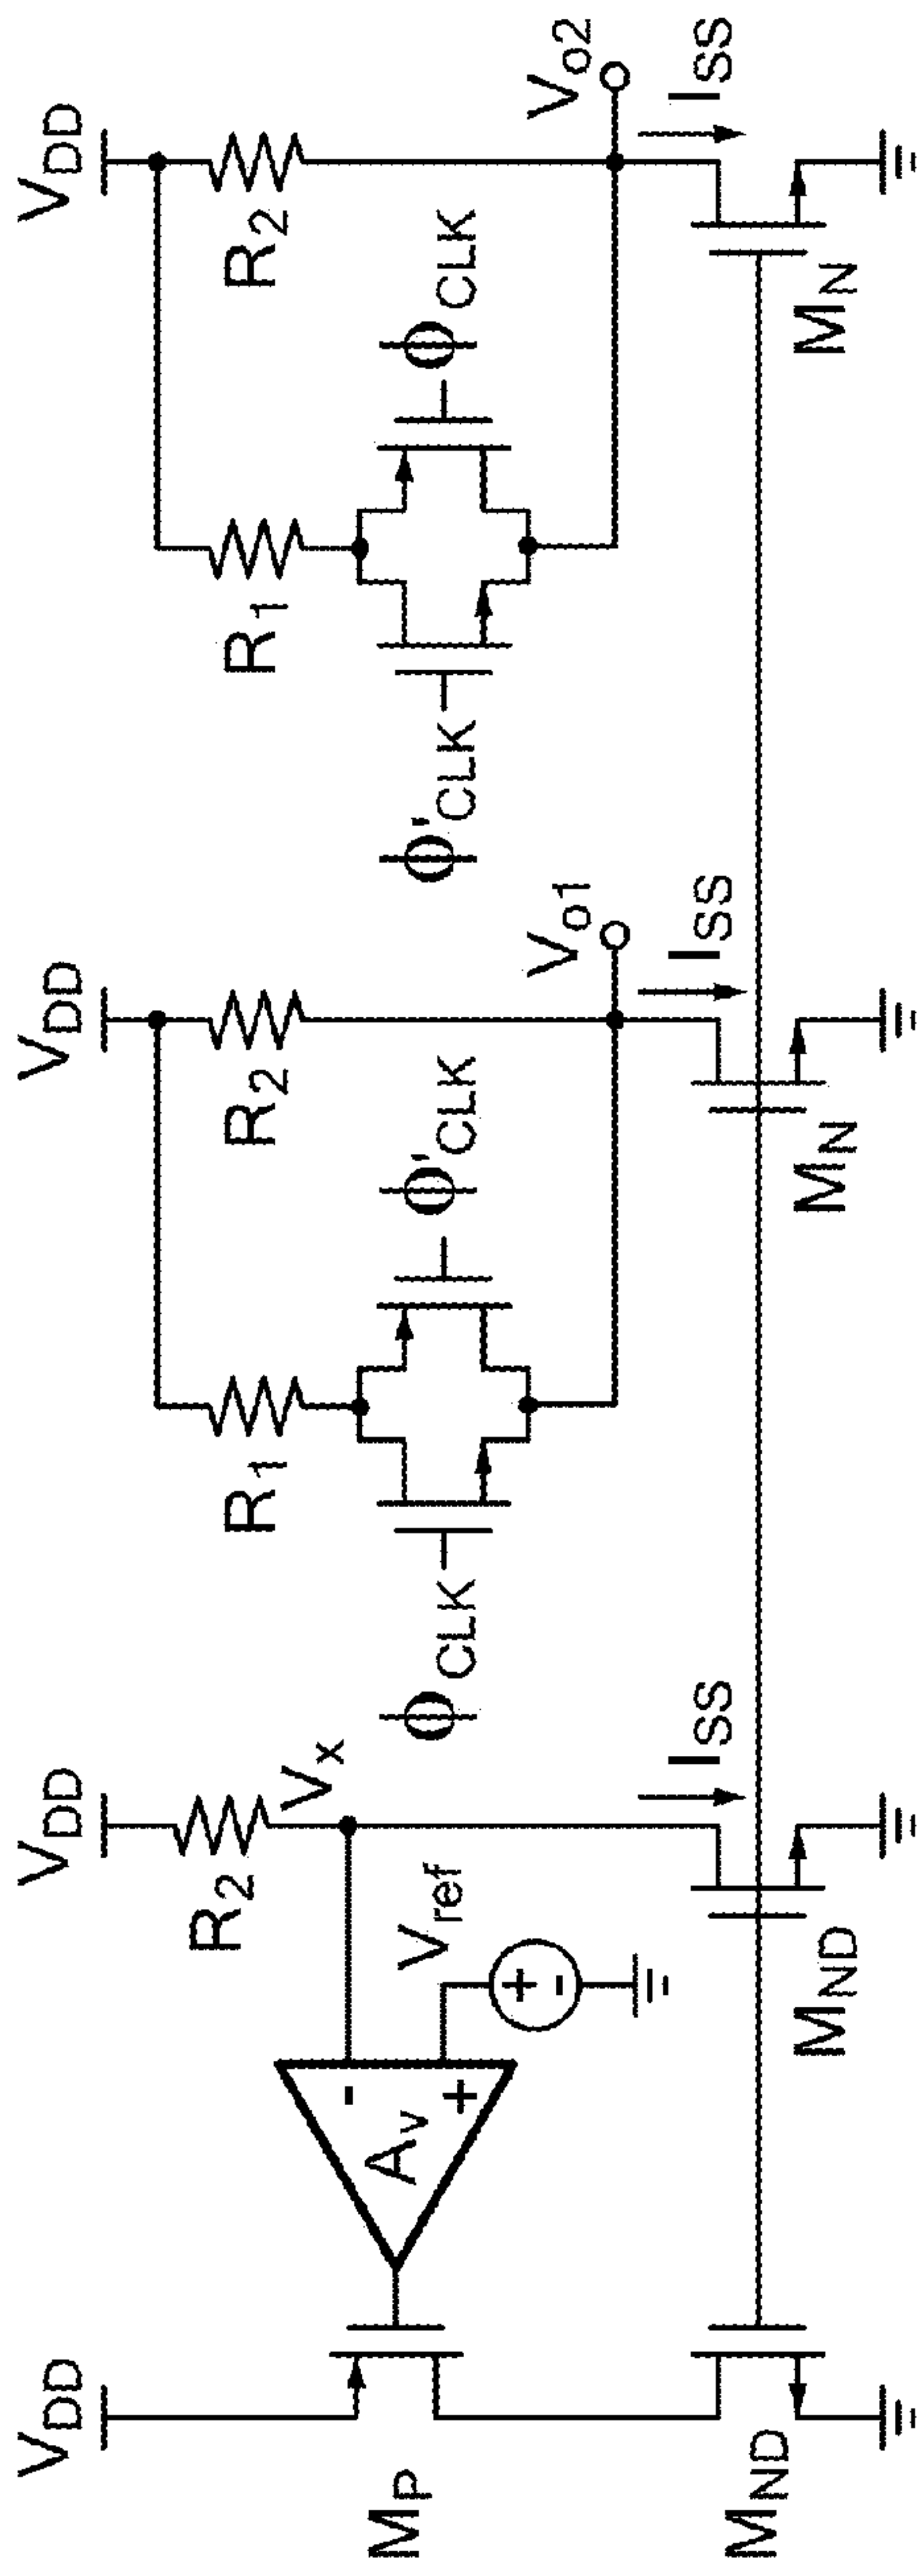 V_DD V_DD V_DD V_DD
R_2 R_1 R_2 R_1 R_2
V_x
M_P A_v - + V_ref + - Φ_CLK Φ'_CLK Φ'_CLK Φ_CLK
V_o1 V_o2
I_SS I_SS I_SS
M_ND M_ND M_N M_N